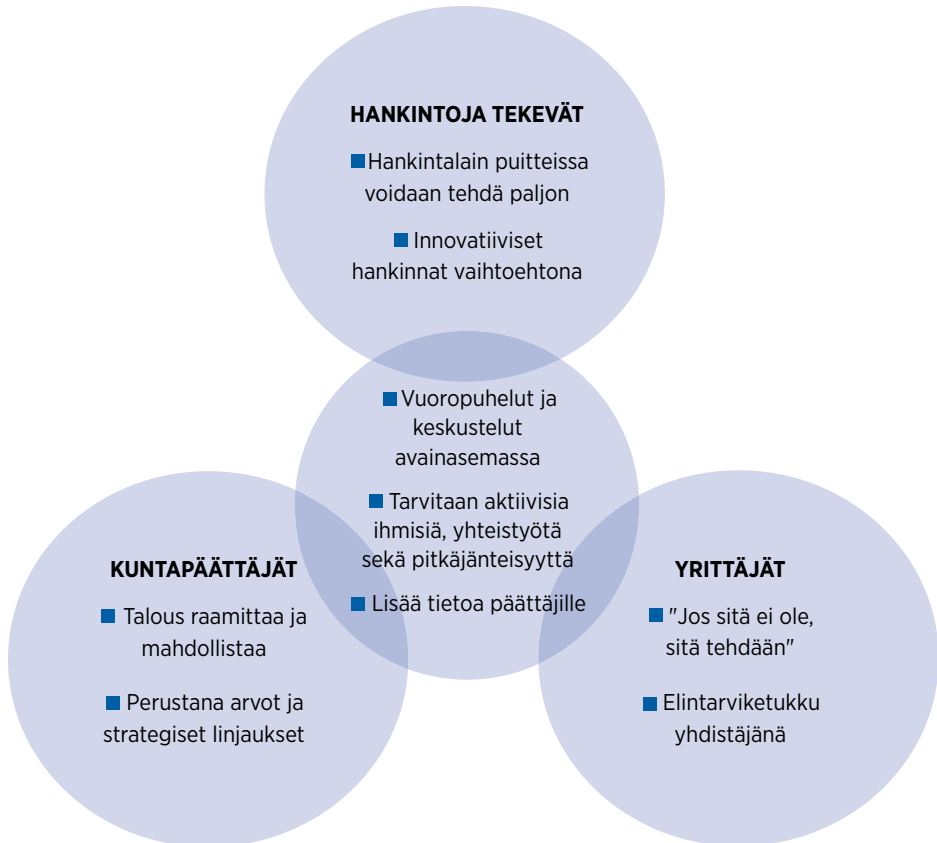 HANKINTOJA TEKEVÄT
■ Hankintalain puitteissa
voidaan tehdä paljon
■ Innovatiiviset
hankinnat vaihtoehtona
■ Vuoropuhelut ja
keskustelut
avainasemassa
■ Tarvitaan aktiivisia
ihmisiä, yhteistyötä
sekä pitkäjänteisyyttä
■ Lisää tietoa päättäjille
KUNTAPÄÄTTÄJÄT
■ Talous raamittaa ja
mahdollistaa
■ Perustana arvot ja
strategiset linjaukset
YRITTÄJÄT
■ "Jos sitä ei ole,
sitä tehdään"
■ Elintarviketukku
yhdistäjänä